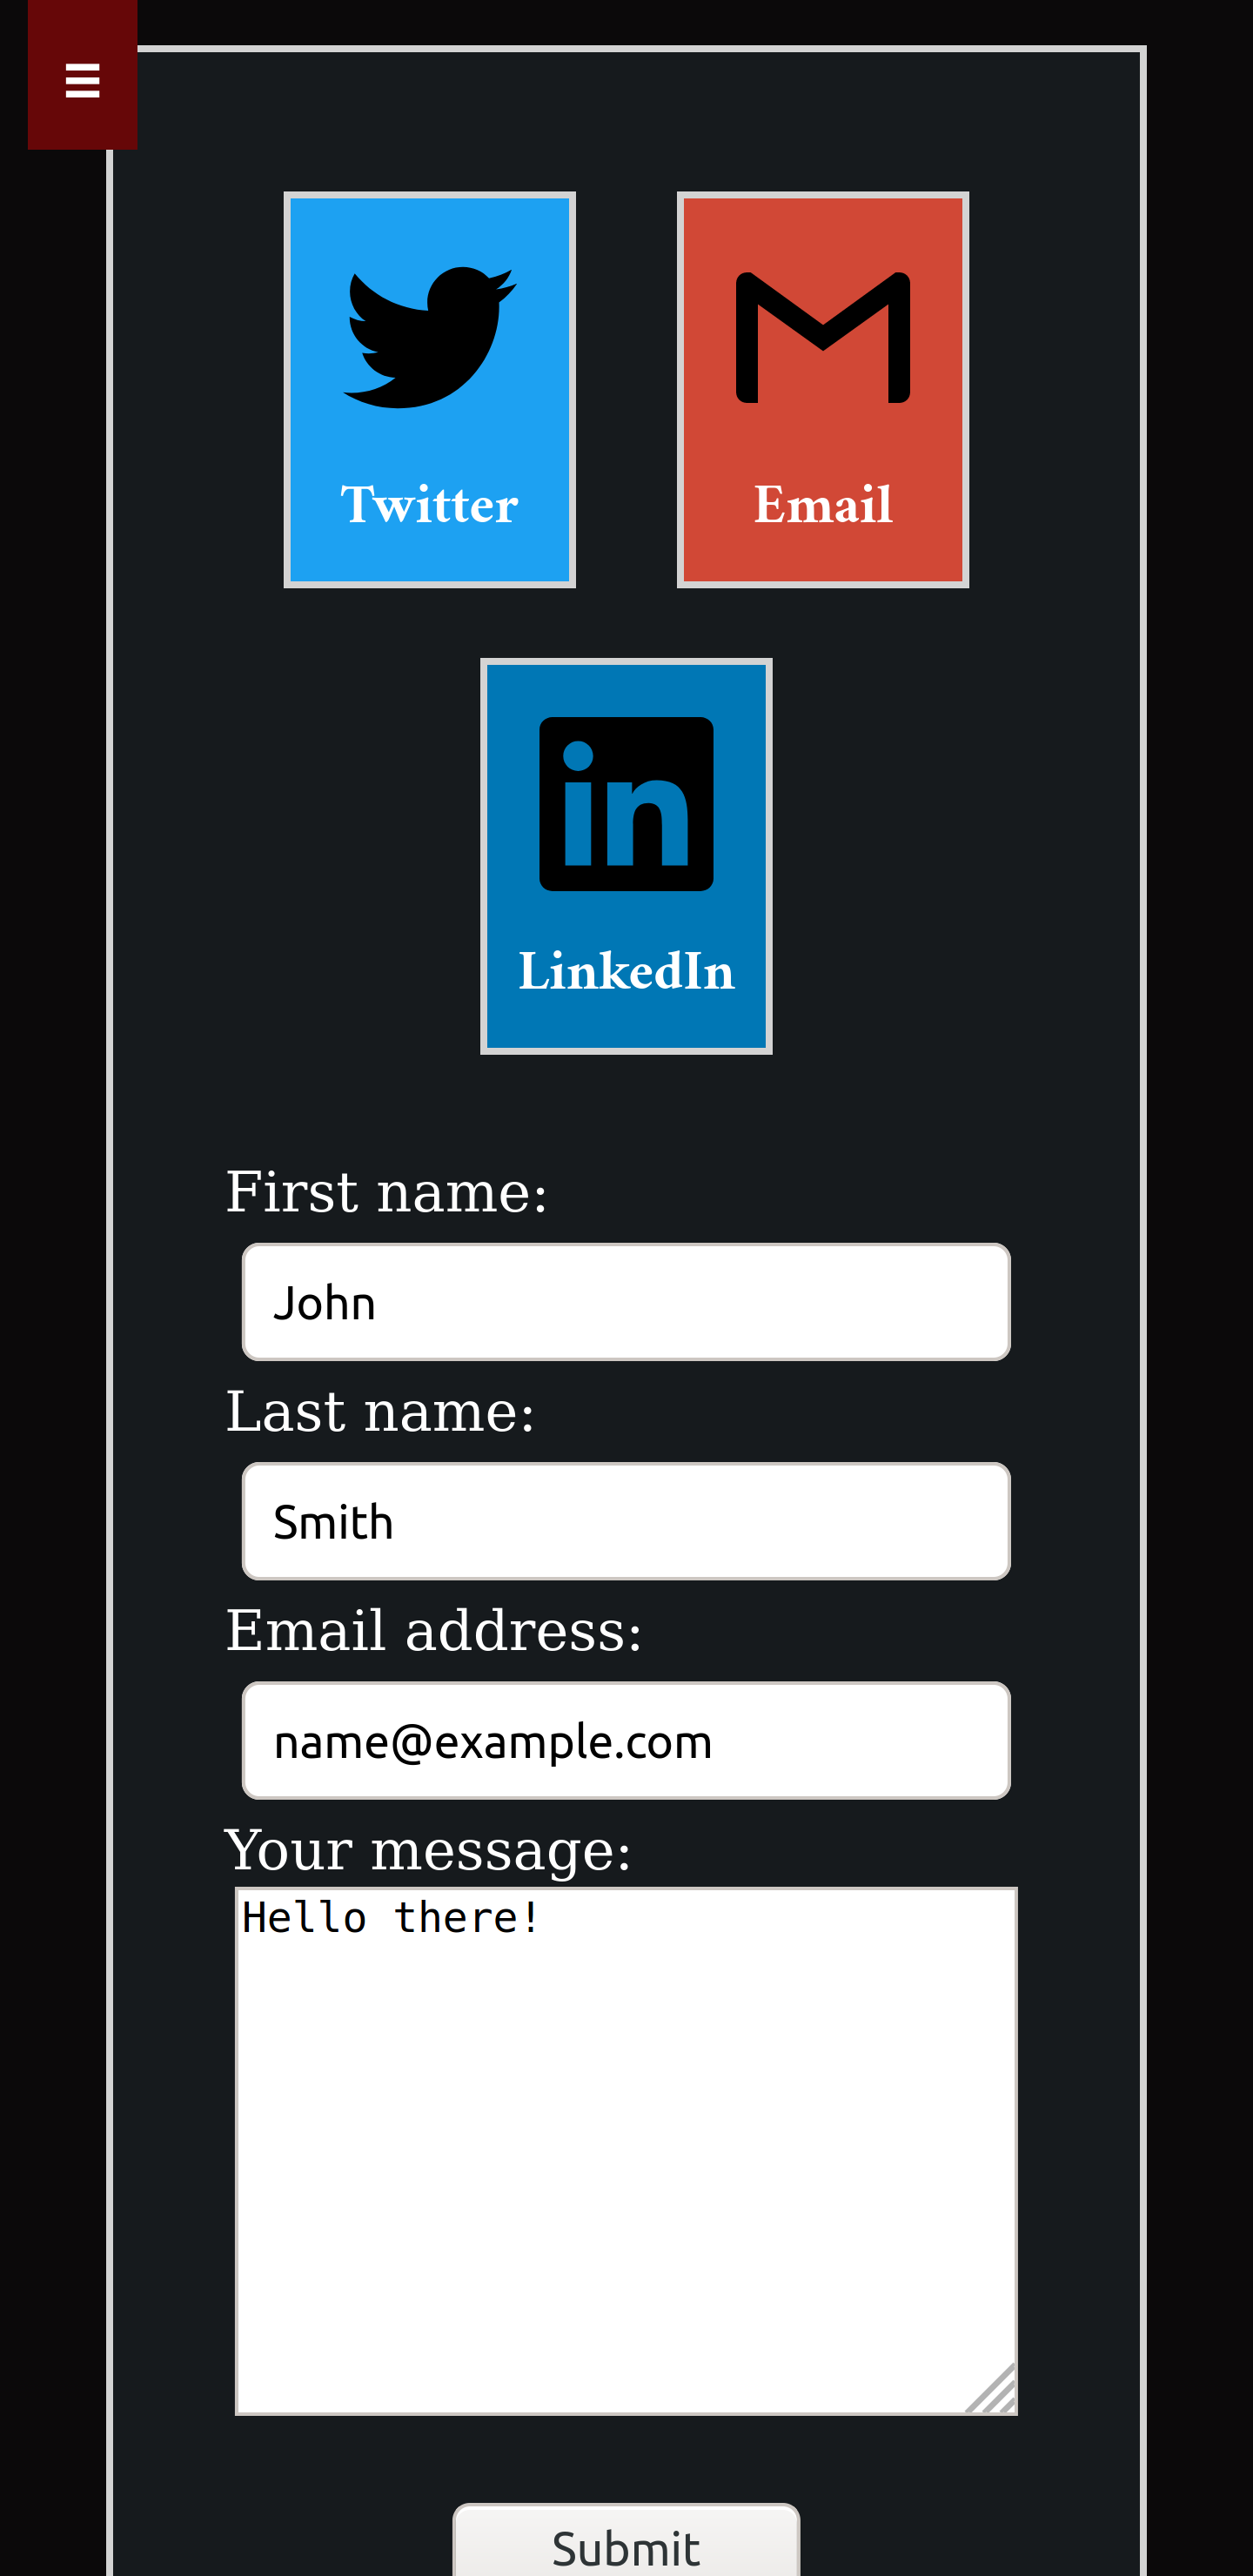 Twitter
Email
in
LinkedIn
First name:
John
Last name:
Smith
Email address:
name@example.com
Your message:
Hello there!
Submit